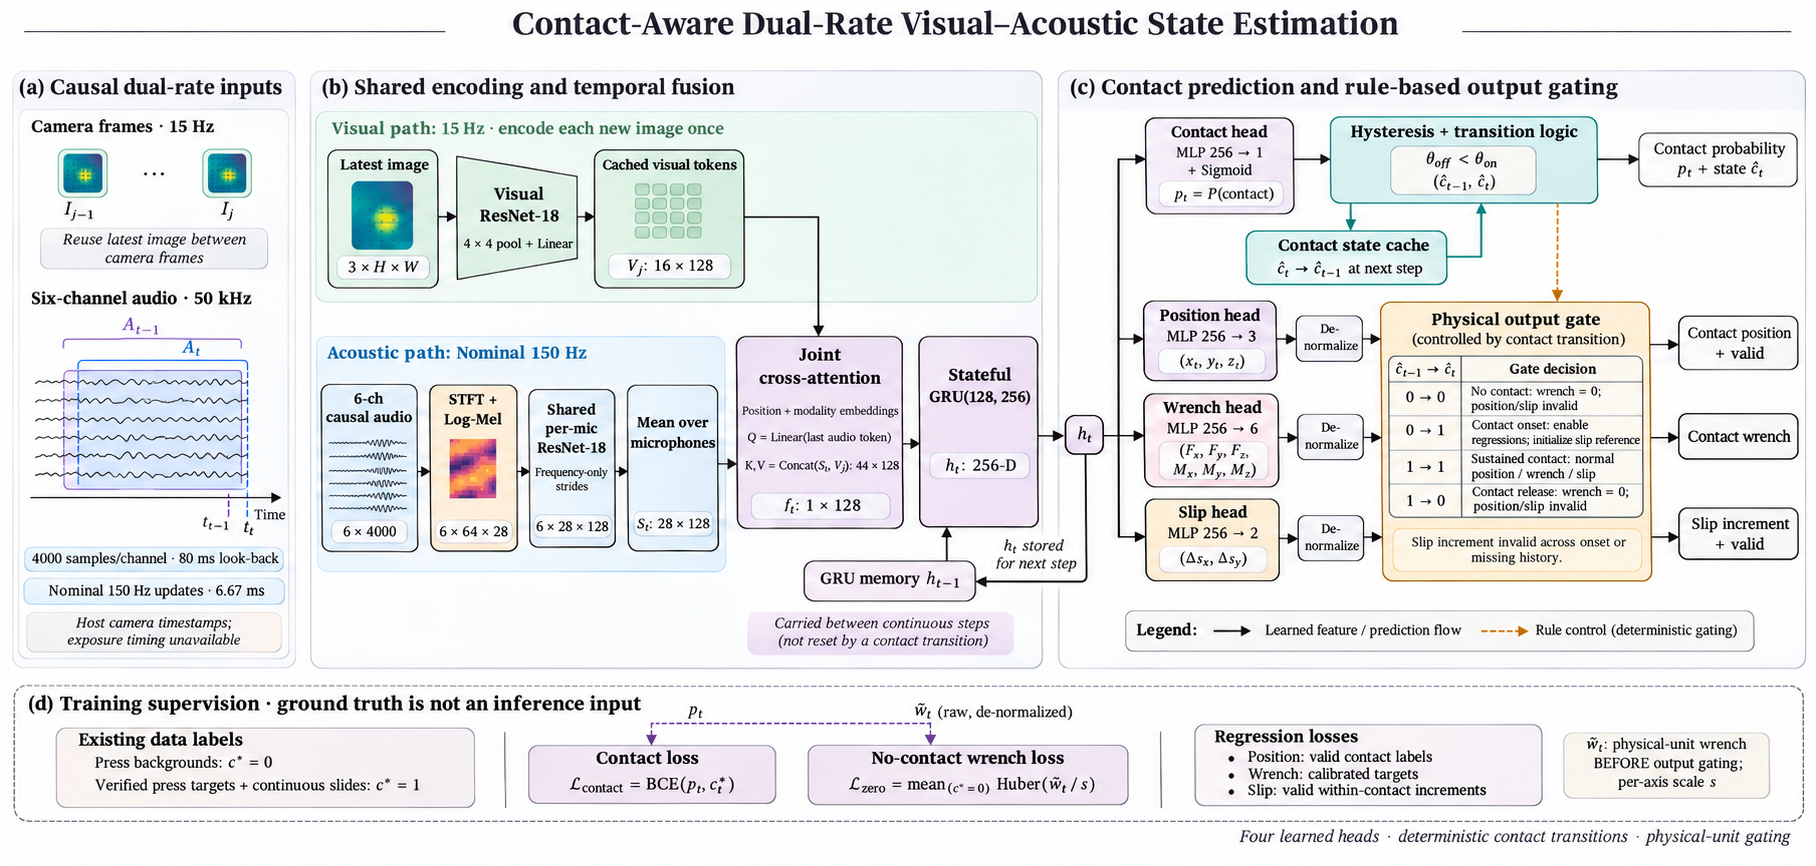 Contact-Aware Dual-Rate Visual–Acoustic State Estimation
(a) Causal dual-rate inputs
Camera frames · 15 Hz
...
I_{j−1}
I_j
Reuse latest image between
camera frames
Six-channel audio · 50 kHz
A_{t−1}
A_t
t_{t−1}
t_t
Time
4000 samples/channel · 80 ms look-back
Nominal 150 Hz updates · 6.67 ms
Host camera timestamps;
exposure timing unavailable
(b) Shared encoding and temporal fusion
Visual path: 15 Hz · encode each new image once
Latest image
3 × H × W
Visual
ResNet-18
4 × 4 pool + Linear
Cached visual tokens
V_j: 16 × 128
Acoustic path: Nominal 150 Hz
6-ch
causal audio
6 × 4000
STFT +
Log-Mel
6 × 64 × 28
Shared
per-mic
ResNet-18
Frequency-only
strides
6 × 28 × 128
Mean over
microphones
S_t: 28 × 128
Joint
cross-attention
Position + modality embeddings
Q = Linear(last audio token)
K,V = Concat(S_t, V_j): 44 × 128
f_t: 1 × 128
Stateful
GRU(128, 256)
h_t: 256-D
GRU memory h_{t−1}
h_t stored
for next step
Carried between continuous steps
(not reset by a contact transition)
h_t
(c) Contact prediction and rule-based output gating
Contact head
MLP 256 → 1
+ Sigmoid
p_t = P(contact)
Hysteresis + transition logic
θ_{off} < θ_{on}
(ĉ_{t−1}, ĉ_t)
Contact probability
p_t + state ĉ_t
Contact state cache
ĉ_t → ĉ_{t−1} at next step
Position head
MLP 256 → 3
(x_t, y_t, z_t)
De-
normalize
Wrench head
MLP 256 → 6
(F_x, F_y, F_z,
M_x, M_y, M_z)
De-
normalize
Slip head
MLP 256 → 2
(Δs_x, Δs_y)
De-
normalize
Physical output gate
(controlled by contact transition)
ĉ_{t−1} → ĉ_t Gate decision
0 → 0 No contact: wrench = 0;
position/slip invalid
0 → 1 Contact onset: enable
regressions; initialize slip reference
1 → 1 Sustained contact: normal
position / wrench / slip
1 → 0 Contact release: wrench = 0;
position/slip invalid
Slip increment invalid across onset or
missing history.
Contact position
+ valid
Contact wrench
Slip increment
+ valid
Legend: Learned feature / prediction flow Rule control (deterministic gating)
(d) Training supervision · ground truth is not an inference input
Existing data labels
Press backgrounds: c* = 0
Verified press targets + continuous slides: c* = 1
p_t
w̃_t (raw, de-normalized)
Contact loss
ℒ_{contact} = BCE(p_t, c_t^*)
No-contact wrench loss
ℒ_{zero} = mean_{(c*=0)} Huber(w̃_t / s)
Regression losses
• Position: valid contact labels
• Wrench: calibrated targets
• Slip: valid within-contact increments
w̃_t: physical-unit wrench
BEFORE output gating;
per-axis scale s
Four learned heads · deterministic contact transitions · physical-unit gating